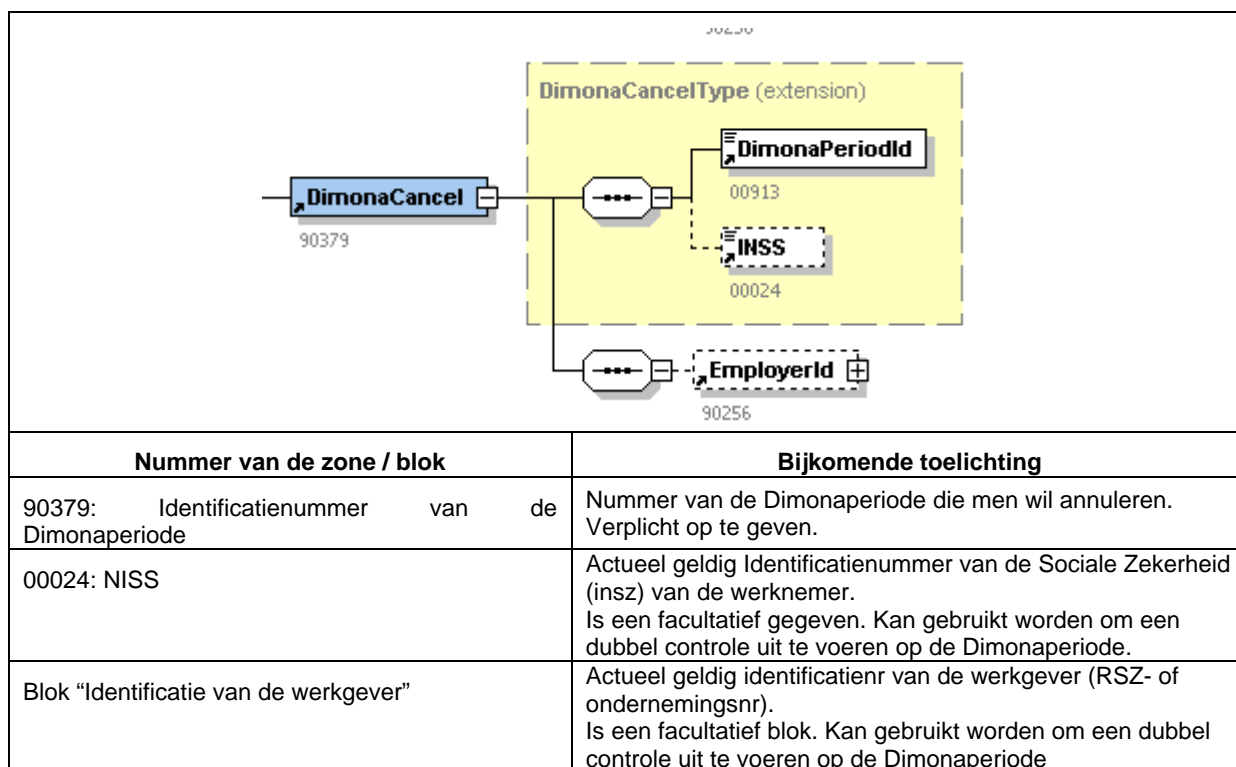 DimonaCancelType (extension)
DimonaPeriodId
00913
DimonaCancel
90379
INSS
00024
EmployerId
90256
Nummer van de zone / blok
Bijkomende toelichting
90379: Identificatienummer van de
Dimonaperiode
Nummer van de Dimonaperiode die men wil annuleren.
Verplicht op te geven.
00024: NISS
Actueel geldig Identificatienummer van de Sociale Zekerheid
(insz) van de werknemer.
Is een facultatief gegeven. Kan gebruikt worden om een
dubbel controle uit te voeren op de Dimonaperiode.
Blok “Identificatie van de werkgever”
Actueel geldig identificatienr van de werkgever (RSZ- of
ondernemingsnr).
Is een facultatief blok. Kan gebruikt worden om een dubbel
controle uit te voeren op de Dimonaperiode